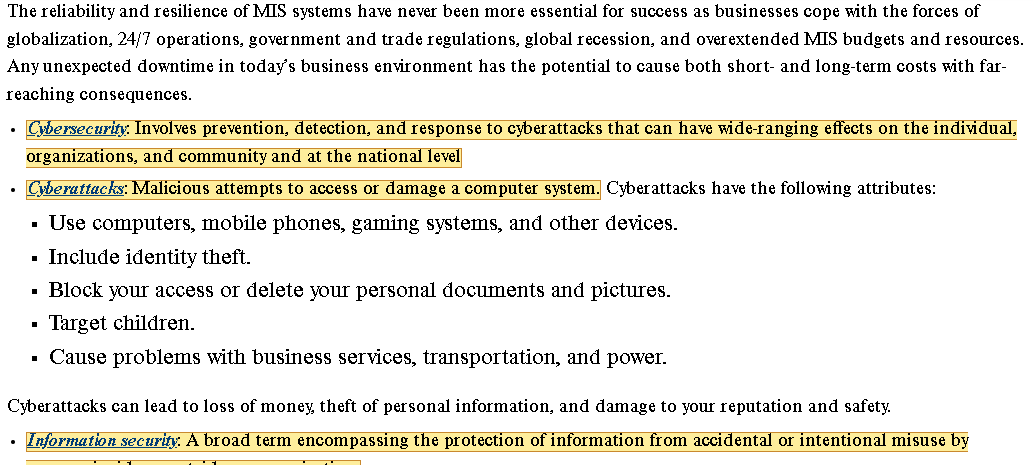 The reliability and resilience of MIS systems have never been more essential for success as businesses cope with the forces of
globalization, 24/7 operations, government and trade regulations, global recession, and overextended MIS budgets and resources.
Any unexpected downtime in today's business environment has the potential to cause both short- and long-term costs with far-
reaching consequences.
• Cybersecurity: Involves prevention, detection, and response to cyberattacks that can have wide-ranging effects on the individual,
organizations, and community and at the national level
• Cyberattacks: Malicious attempts to access or damage a computer system. Cyberattacks have the following attributes:
▪ Use computers, mobile phones, gaming systems, and other devices.
▪ Include identity theft.
▪ Block your access or delete your personal documents and pictures.
▪ Target children.
▪ Cause problems with business services, transportation, and power.
Cyberattacks can lead to loss of money, theft of personal information, and damage to your reputation and safety.
• Information security: A broad term encompassing the protection of information from accidental or intentional misuse by